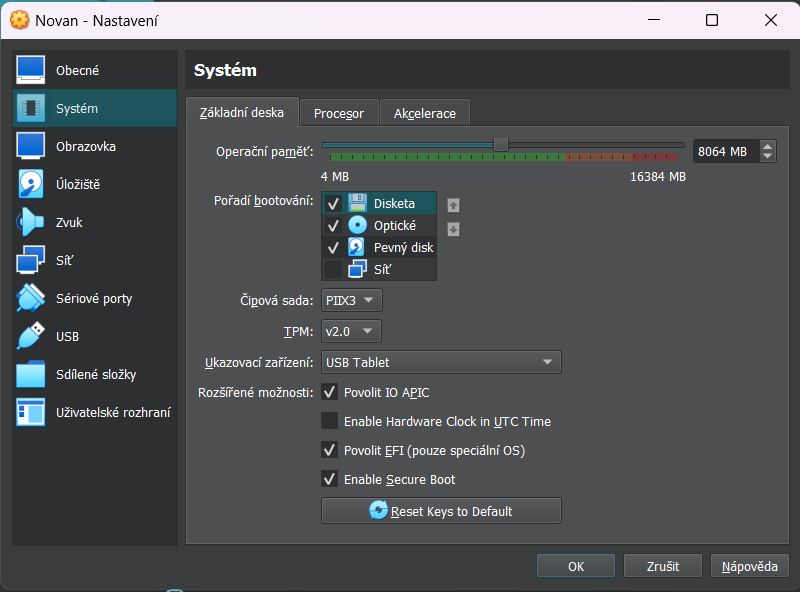 Novan - Nastavení
Obecné
Systém
Obrazovka
Úložiště
Zvuk
Síť
Sériové porty
USB
Sdílené složky
Uživatelské rozhraní
Systém
Základní deska
Procesor
Akcelerace
Operační paměť:
8064 MB
4 MB
16384 MB
Pořadí bootování:
Disketa
Optické
Pevný disk
Síť
Čipová sada:
PIIX3
TPM:
v2.0
Ukazovací zařízení:
USB Tablet
Rozšířené možnosti:
Povolit IO APIC
Enable Hardware Clock in UTC Time
Povolit EFI (pouze speciální OS)
Enable Secure Boot
Reset Keys to Default
OK
Zrušit
Nápověda